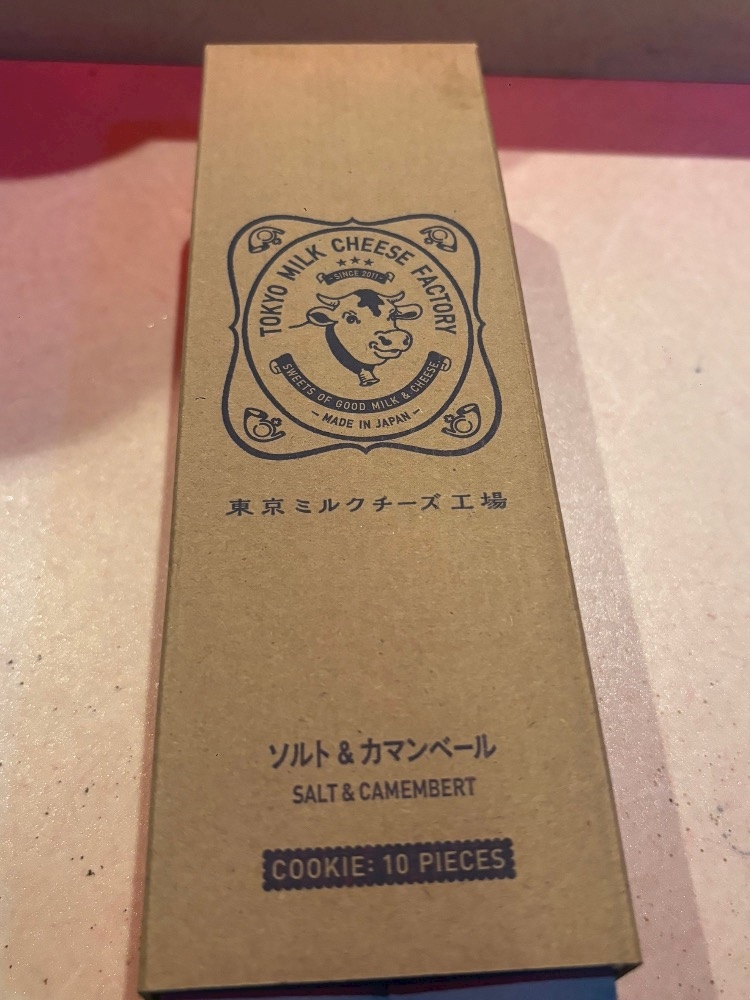 TOKYO MILK CHEESE FACTORY
SINCE 2011
SWEETS OF GOOD MILK & CHEESE
– MADE IN JAPAN –
東京ミルクチーズ工場
ソルト&カマンベール
SALT & CAMEMBERT
COOKIE: 10 PIECES